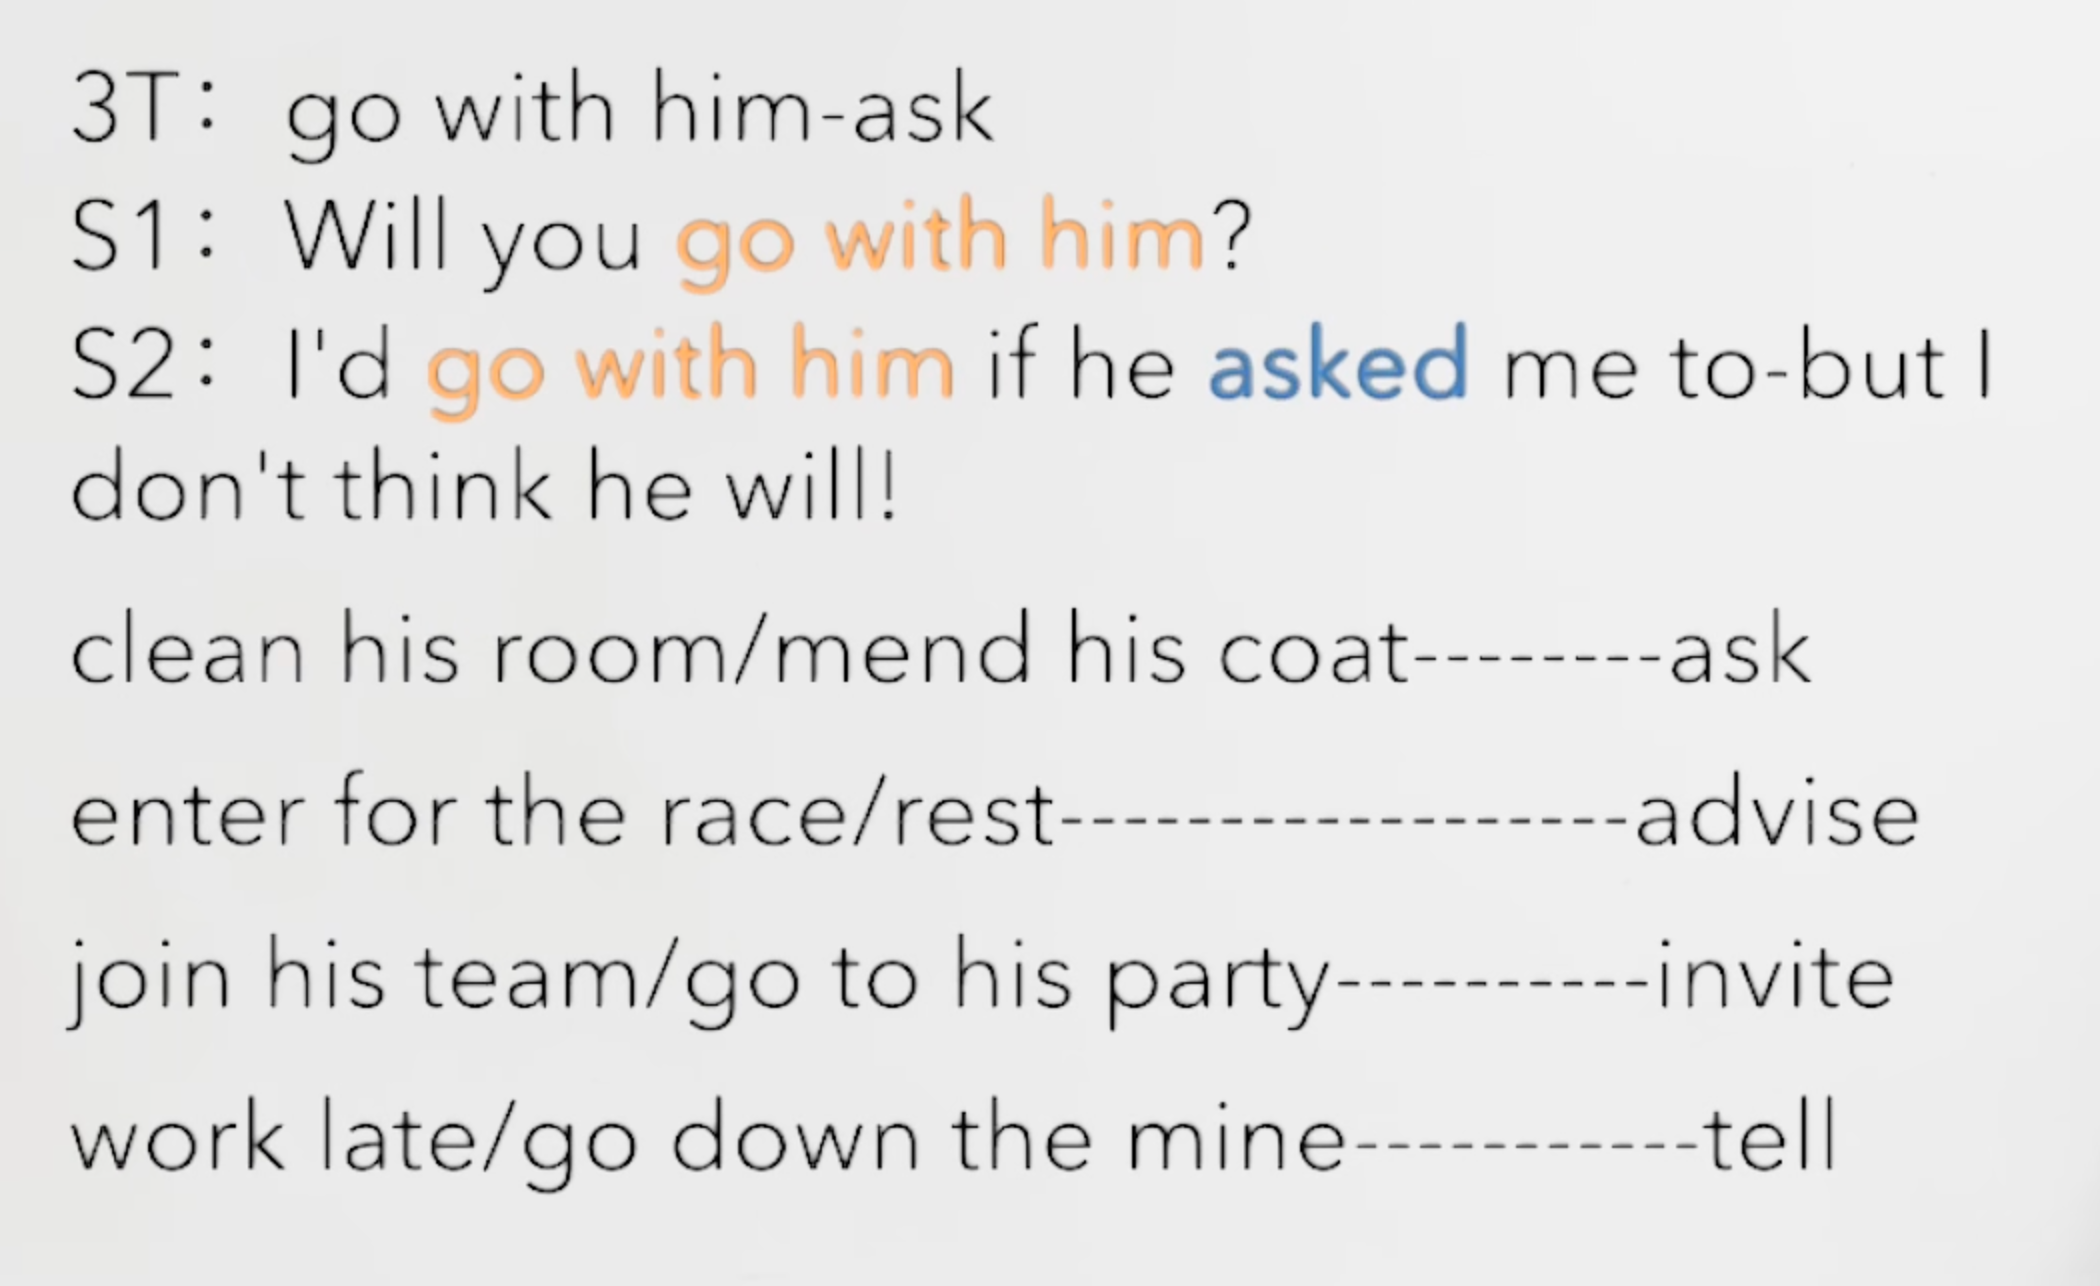 3T: go with him-ask
S1: Will you go with him?
S2: I'd go with him if he asked me to-but I
don't think he will!
clean his room/mend his coat--------ask
enter for the race/rest------------------advise
join his team/go to his party----------invite
work late/go down the mine-----------tell